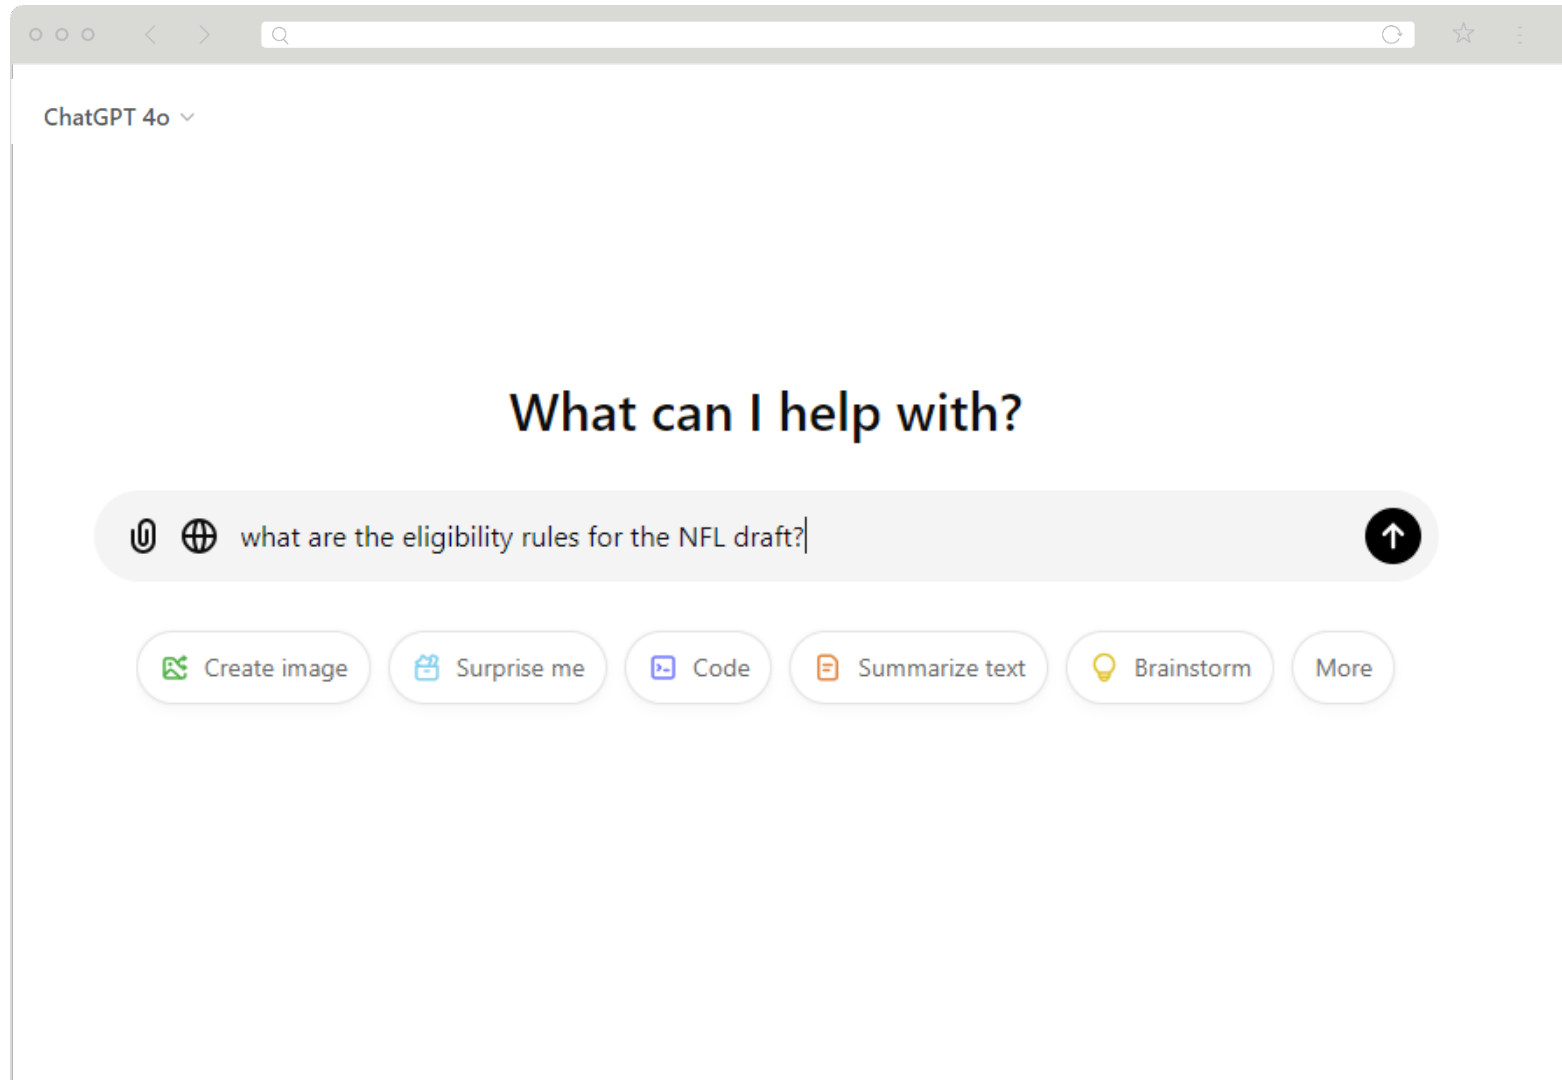 ChatGPT 4o
What can I help with?
what are the eligibility rules for the NFL draft?
Create image
Surprise me
Code
Summarize text
Brainstorm
More